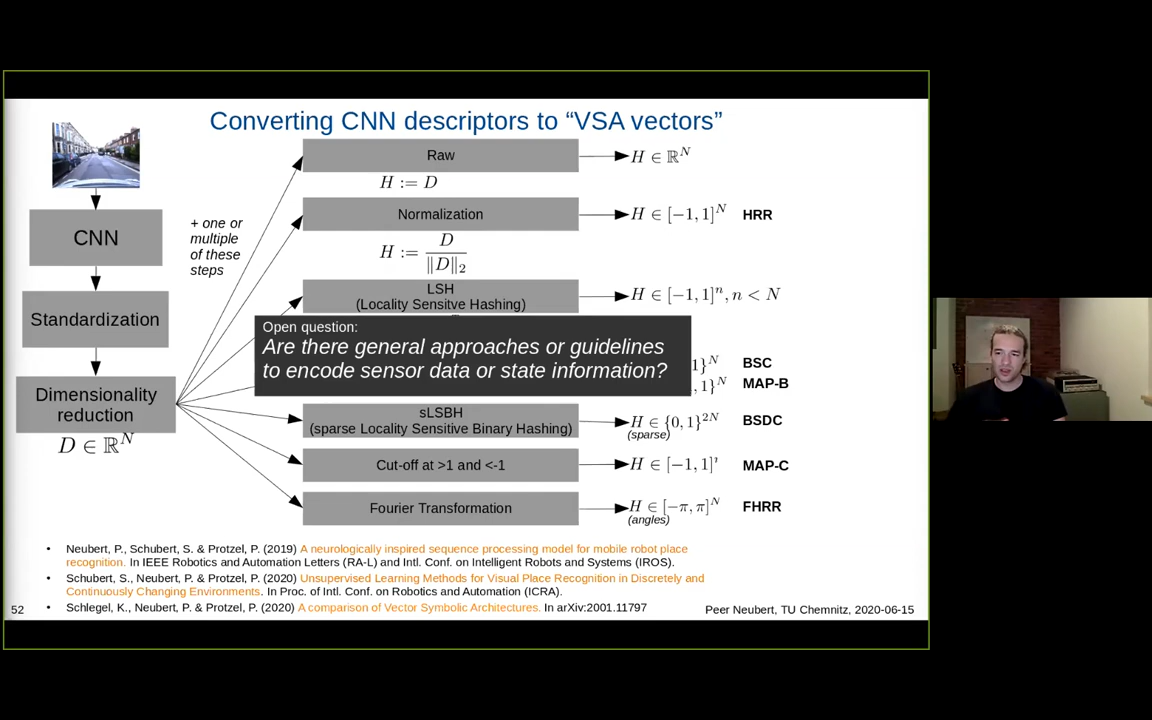 Converting CNN descriptors to “VSA vectors”
CNN
Standardization
Dimensionality
reduction
D ∈ ℝ^N
+ one or
multiple
of these
steps
Raw
H ∈ ℝ^N
H := D
Normalization
H ∈ [−1, 1]^N
HRR
H := D / ‖D‖₂
LSH
(Locality Sensitve Hashing)
H ∈ [−1, 1]^n, n < N
Open question:
Are there general approaches or guidelines
to encode sensor data or state information?
1}^N
BSC
, 1}^N
MAP-B
sLSBH
(sparse Locality Sensitive Binary Hashing)
H ∈ {0, 1}^2N
(sparse)
BSDC
Cut-off at >1 and <-1
H ∈ [−1, 1]
MAP-C
Fourier Transformation
H ∈ [−π, π]^N
(angles)
FHRR
• Neubert, P., Schubert, S. & Protzel, P. (2019) A neurologically inspired sequence processing model for mobile robot place
recognition. In IEEE Robotics and Automation Letters (RA-L) and Intl. Conf. on Intelligent Robots and Systems (IROS).
• Schubert, S., Neubert, P. & Protzel, P. (2020) Unsupervised Learning Methods for Visual Place Recognition in Discretely and
Continuously Changing Environments. In Proc. of Intl. Conf. on Robotics and Automation (ICRA).
• Schlegel, K., Neubert, P. & Protzel, P. (2020) A comparison of Vector Symbolic Architectures. In arXiv:2001.11797
52
Peer Neubert, TU Chemnitz, 2020-06-15